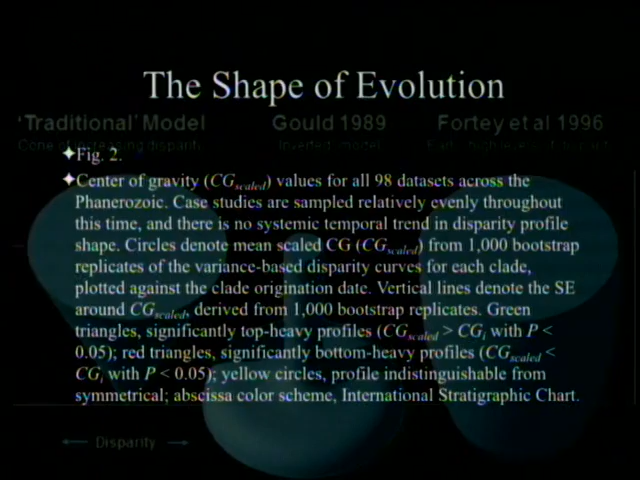 The Shape of Evolution
'Traditional' Model
Gould 1989
Fortey et al 1996
Fig. 2.
Center of gravity (CGscaled) values for all 98 datasets across the
Phanerozoic. Case studies are sampled relatively evenly throughout
this time, and there is no systemic temporal trend in disparity profile
shape. Circles denote mean scaled CG (CGscaled) from 1,000 bootstrap
replicates of the variance-based disparity curves for each clade,
plotted against the clade origination date. Vertical lines denote the SE
around CGscaled, derived from 1,000 bootstrap replicates. Green
triangles, significantly top-heavy profiles (CGscaled > CGi with P <
0.05); red triangles, significantly bottom-heavy profiles (CGscaled <
CGi with P < 0.05); yellow circles, profile indistinguishable from
symmetrical; abscissa color scheme, International Stratigraphic Chart.
Disparity